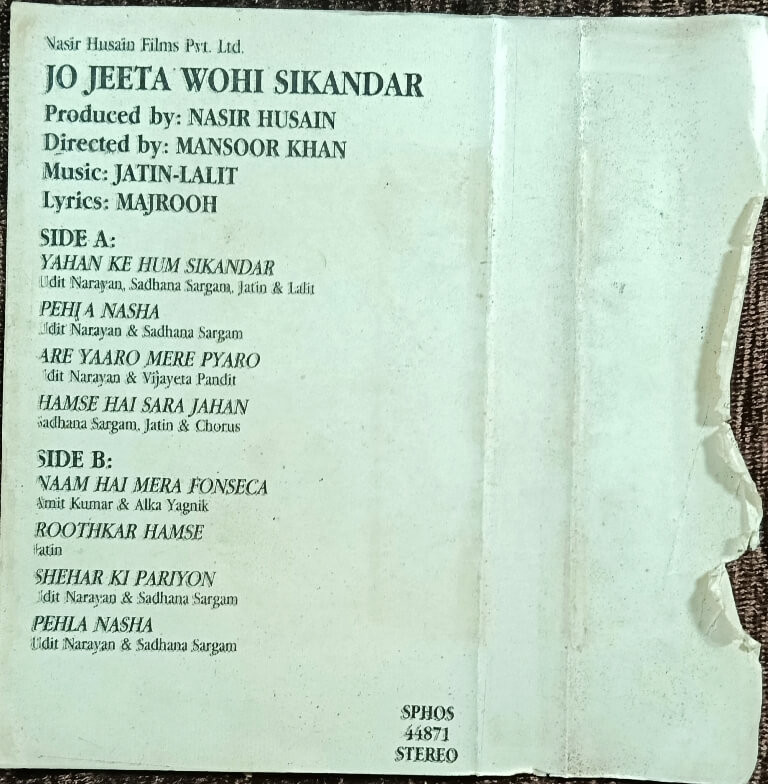 Nasir Husain Films Pvt. Ltd.
JO JEETA WOHI SIKANDAR
Produced by: NASIR HUSAIN
Directed by: MANSOOR KHAN
Music: JATIN-LALIT
Lyrics: MAJROOH
SIDE A:
YAHAN KE HUM SIKANDAR
Udit Narayan, Sadhana Sargam, Jatin & Lalit
PEHLA NASHA
Udit Narayan & Sadhana Sargam
ARE YAARO MERE PYARO
Udit Narayan & Vijayeta Pandit
HAMSE HAI SARA JAHAN
Sadhana Sargam, Jatin & Chorus
SIDE B:
NAAM HAI MERA FONSECA
Amit Kumar & Alka Yagnik
ROOTHKAR HAMSE
Jatin
SHEHAR KI PARIYON
Udit Narayan & Sadhana Sargam
PEHLA NASHA
Udit Narayan & Sadhana Sargam
SPHOS
44871
STEREO